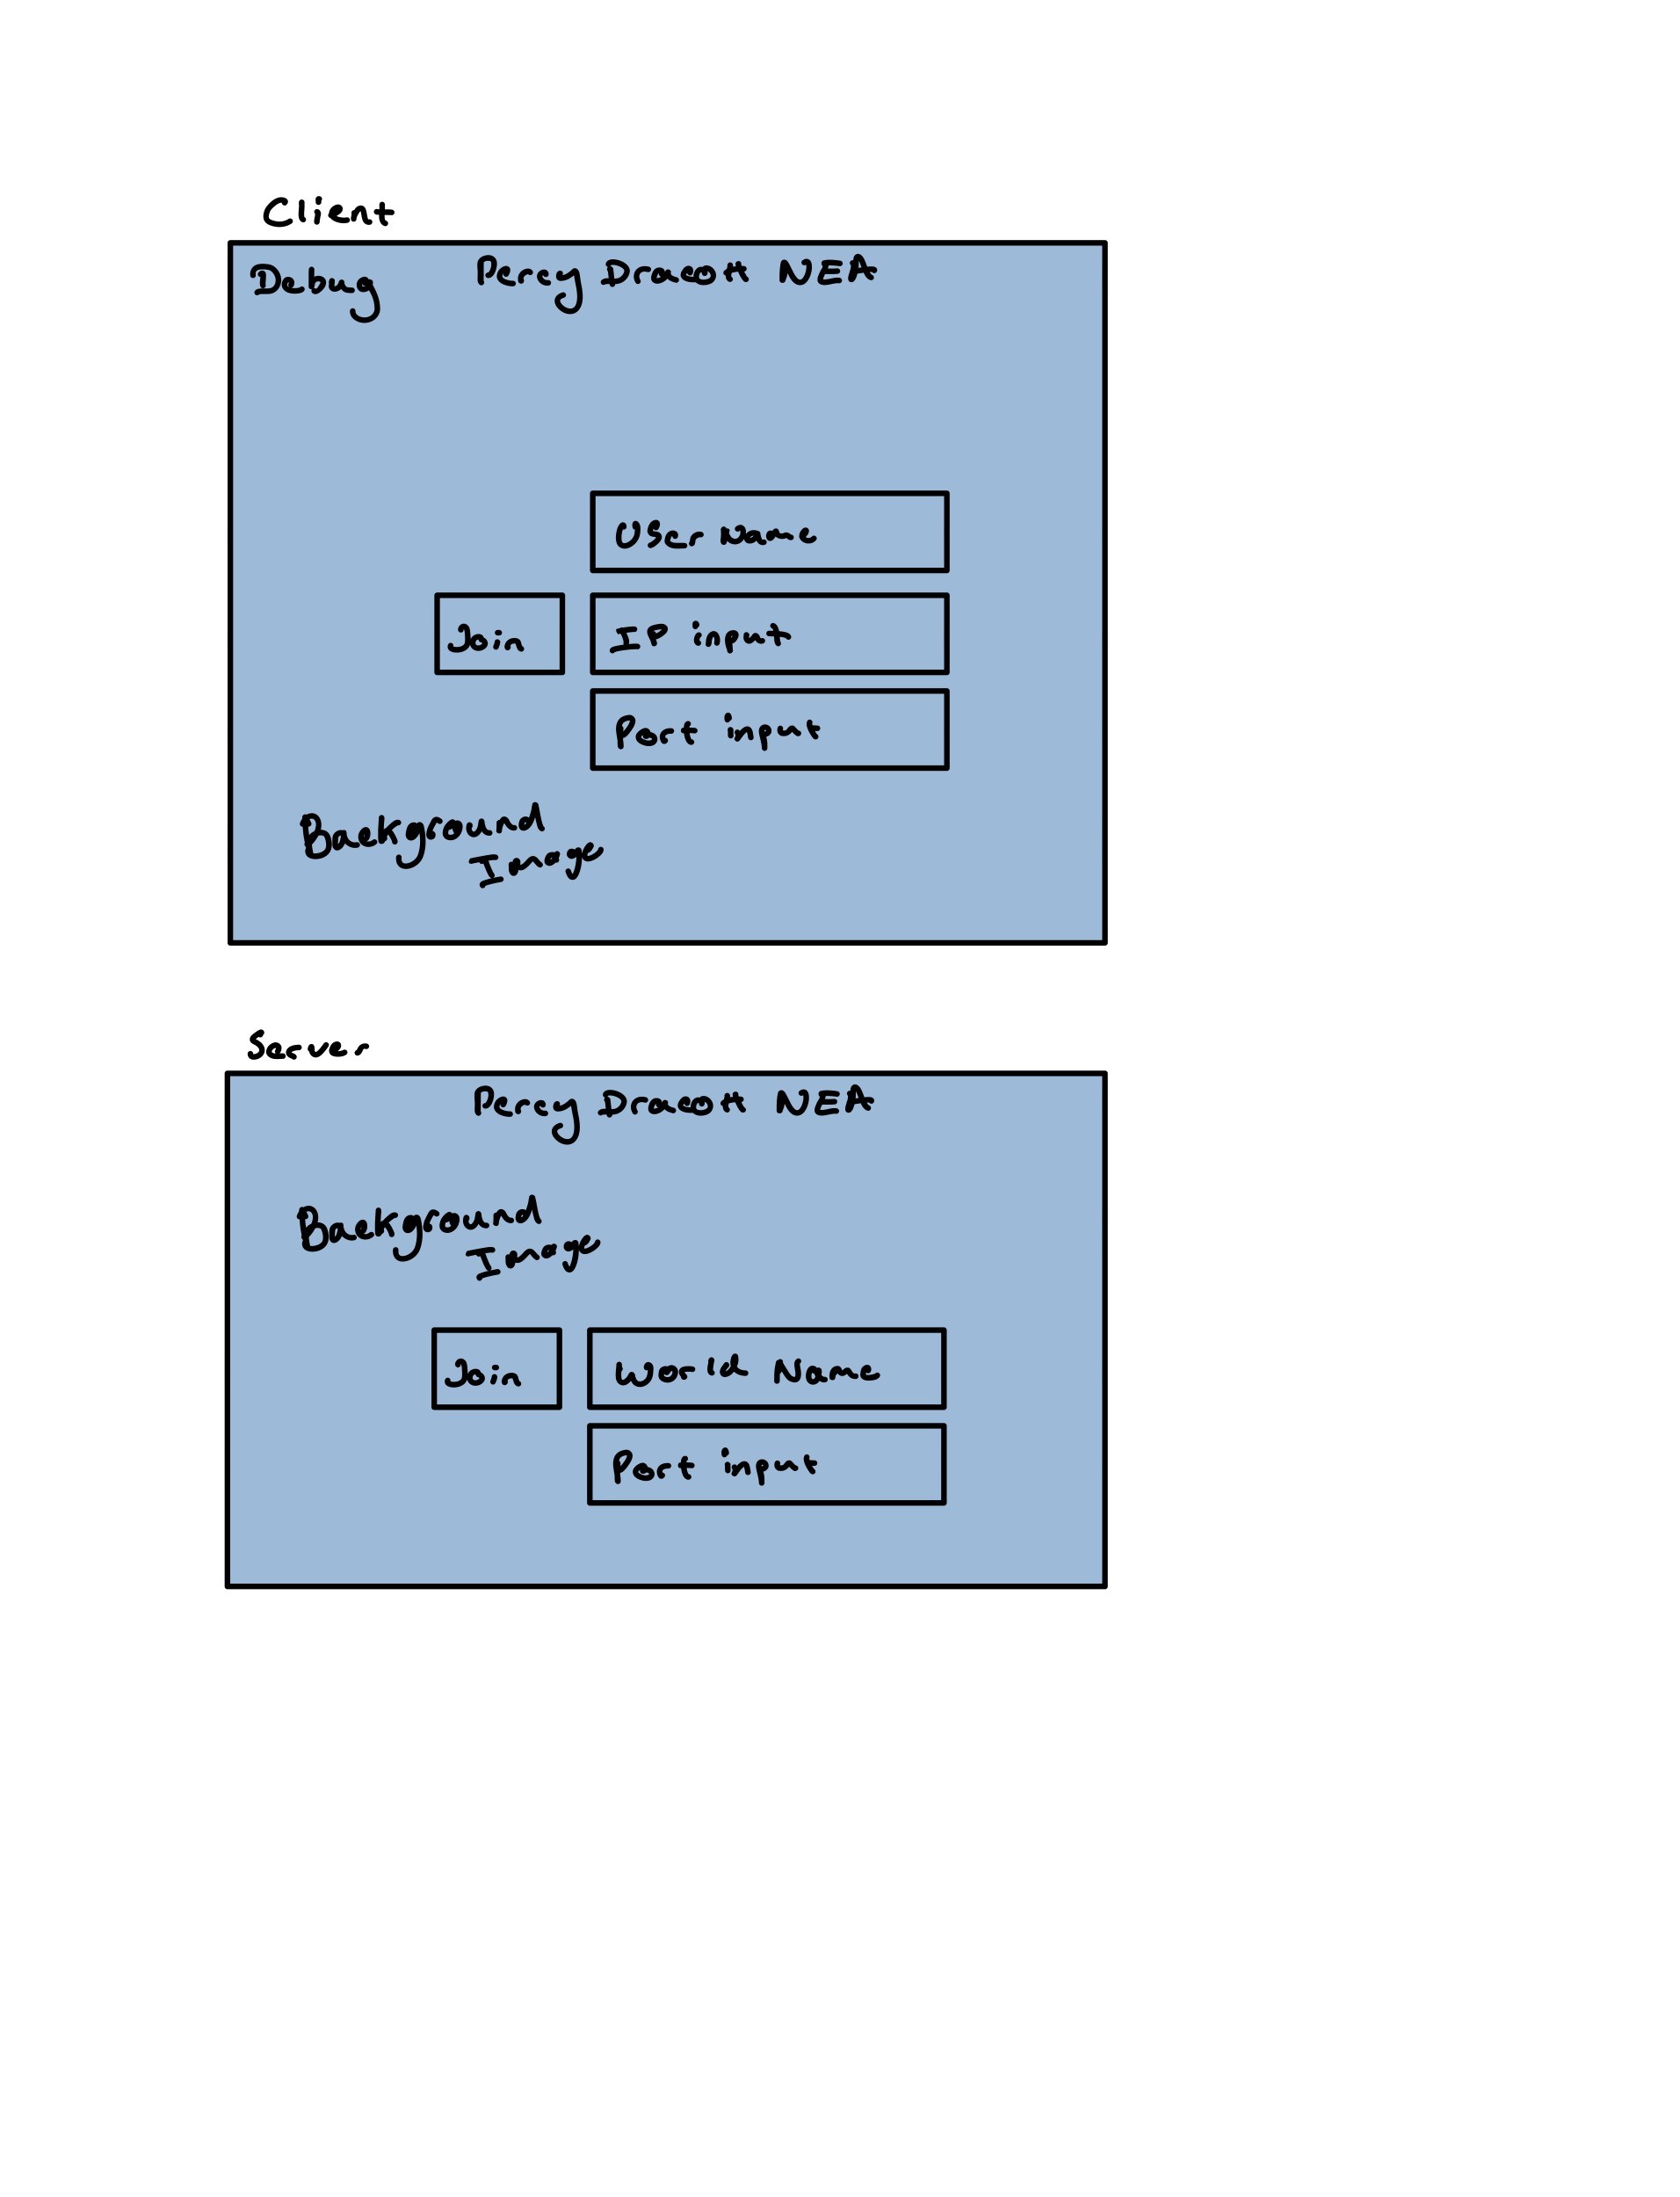 Client
Debug Percy Dracott NEA
User Name
Join IP input
Port input
Background
Image
Server
Percy Dracott NEA
Background
Image
Join World Name
Port input